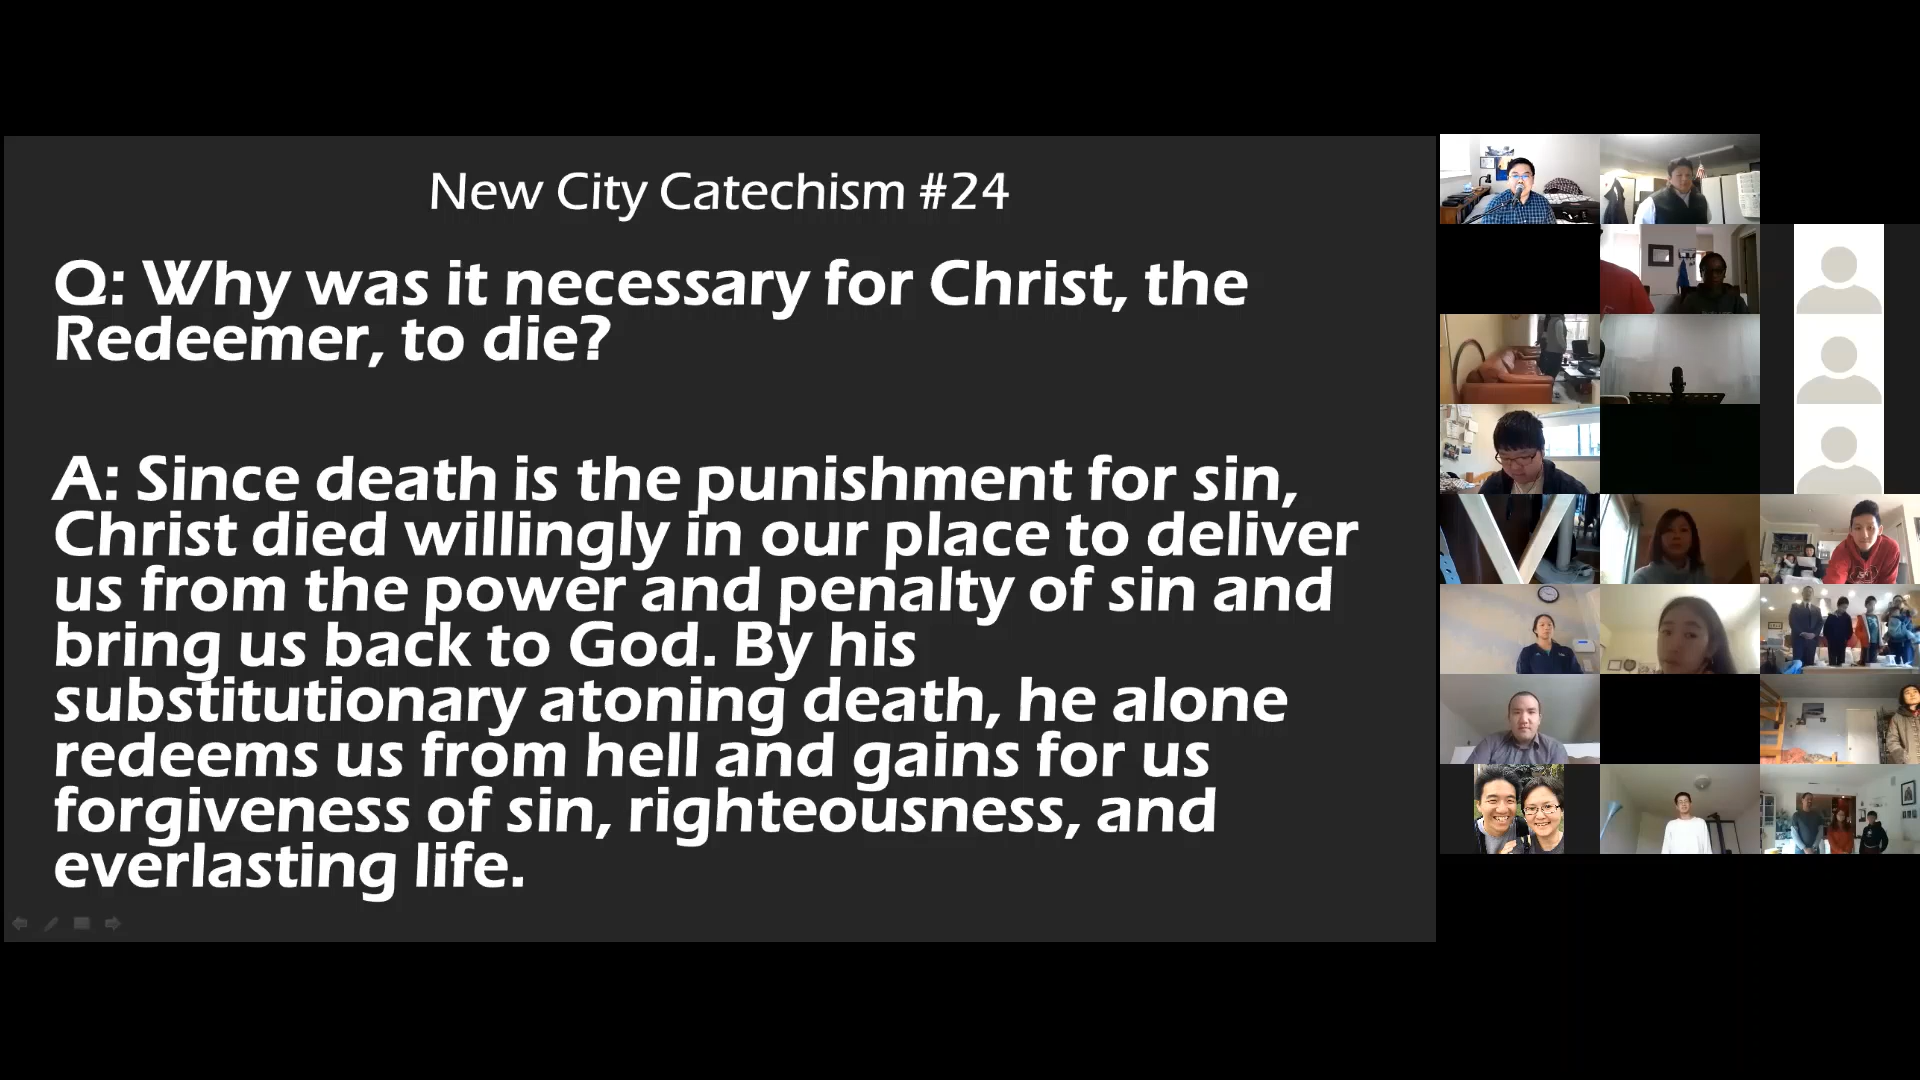 New City Catechism #24
Q: Why was it necessary for Christ, the
Redeemer, to die?
A: Since death is the punishment for sin,
Christ died willingly in our place to deliver
us from the power and penalty of sin and
bring us back to God. By his
substitutionary atoning death, he alone
redeems us from hell and gains for us
forgiveness of sin, righteousness, and
everlasting life.